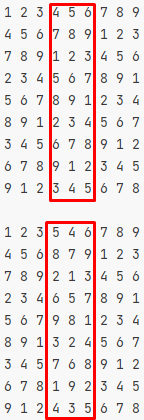 1 2 3 4 5 6 7 8 9
4 5 6 7 8 9 1 2 3
7 8 9 1 2 3 4 5 6
2 3 4 5 6 7 8 9 1
5 6 7 8 9 1 2 3 4
8 9 1 2 3 4 5 6 7
3 4 5 6 7 8 9 1 2
6 7 8 9 1 2 3 4 5
9 1 2 3 4 5 6 7 8
1 2 3 5 4 6 7 8 9
4 5 6 8 7 9 1 2 3
7 8 9 2 1 3 4 5 6
2 3 4 6 5 7 8 9 1
5 6 7 9 8 1 2 3 4
8 9 1 3 2 4 5 6 7
3 4 5 7 6 8 9 1 2
6 7 8 1 9 2 3 4 5
9 1 2 4 3 5 6 7 8